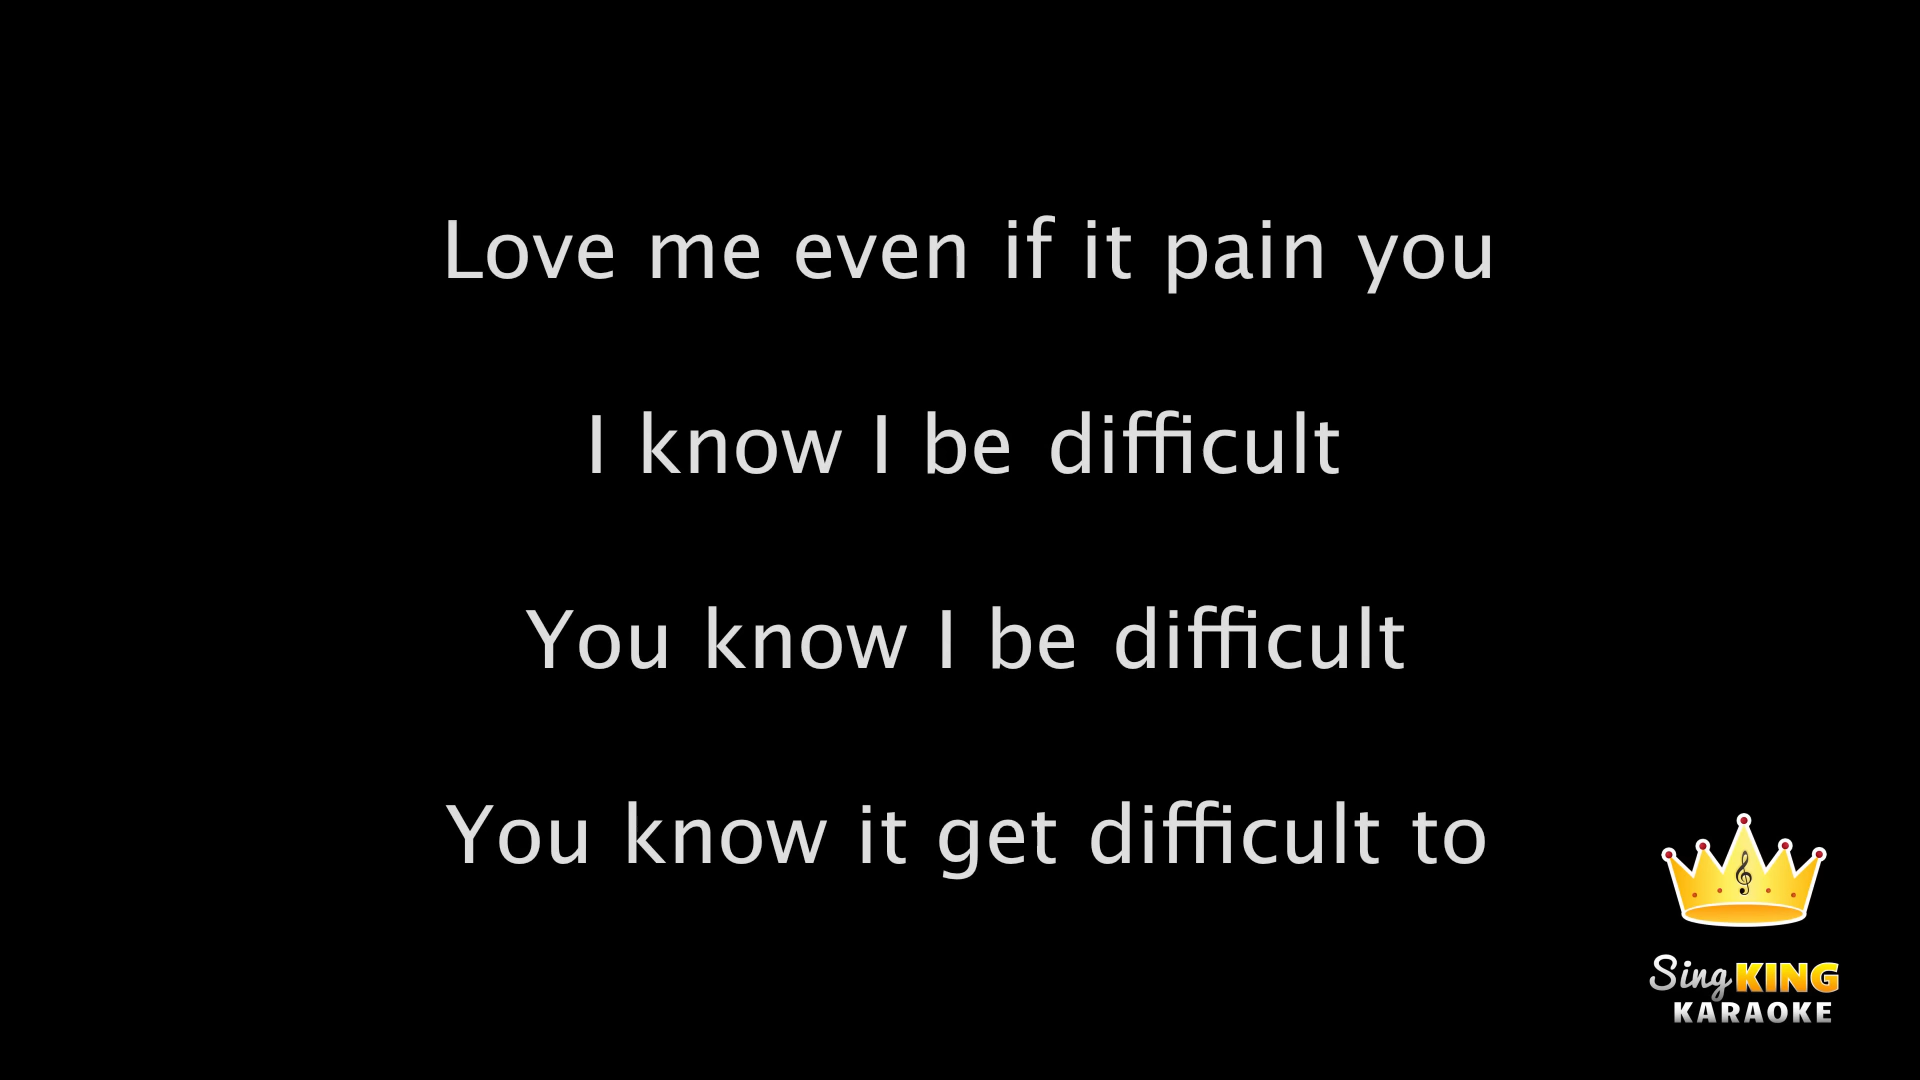 Love me even if it pain you
I know I be difficult
You know I be difficult
You know it get difficult to
Sing KING
KARAOKE